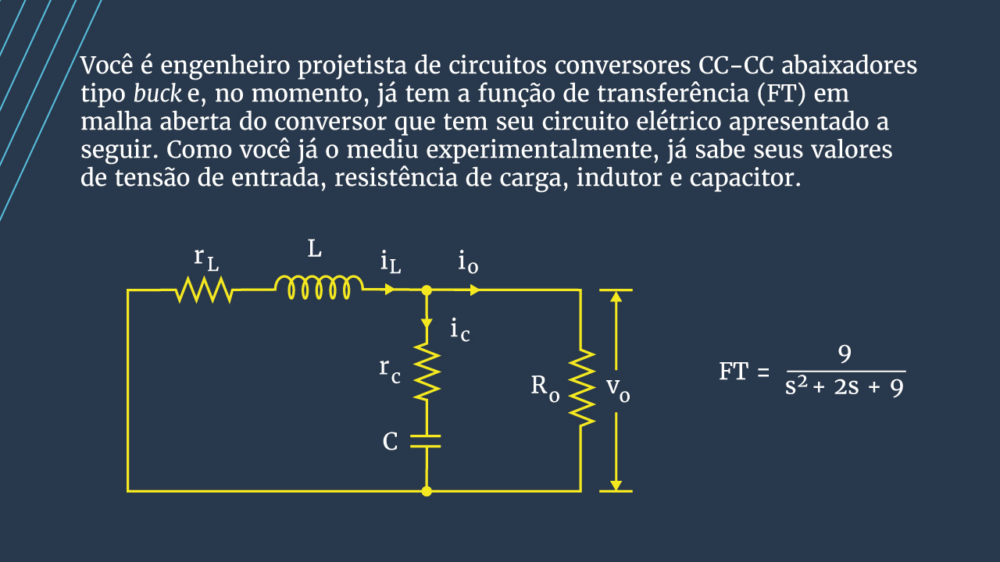 Você é engenheiro projetista de circuitos conversores CC-CC abaixadores
tipo buck e, no momento, já tem a função de transferência (FT) em
malha aberta do conversor que tem seu circuito elétrico apresentado a
seguir. Como você já o mediu experimentalmente, já sabe seus valores
de tensão de entrada, resistência de carga, indutor e capacitor.
r_L
L
i_L
i_o
i_c
r_c
R_o
v_o
C
FT = 9
s² + 2s + 9